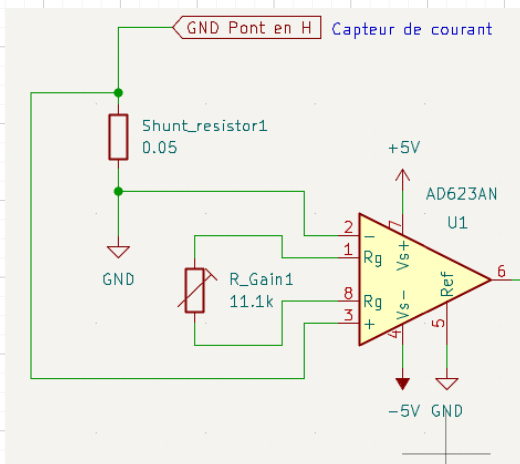 GND Pont en H
Capteur de courant
Shunt_resistor1
0.05
+5V
AD623AN
U1
GND
R_Gain1
11.1k
2
-
1
Rg
8
Rg
3
+
7
Vs+
Vs-
4
Ref
5
6
-5V
GND